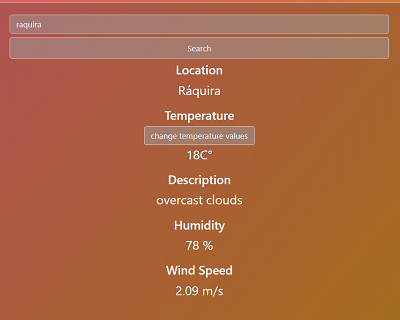 raquira
Search
Location
Ráquira
Temperature
change temperature values
18C°
Description
overcast clouds
Humidity
78 %
Wind Speed
2.09 m/s